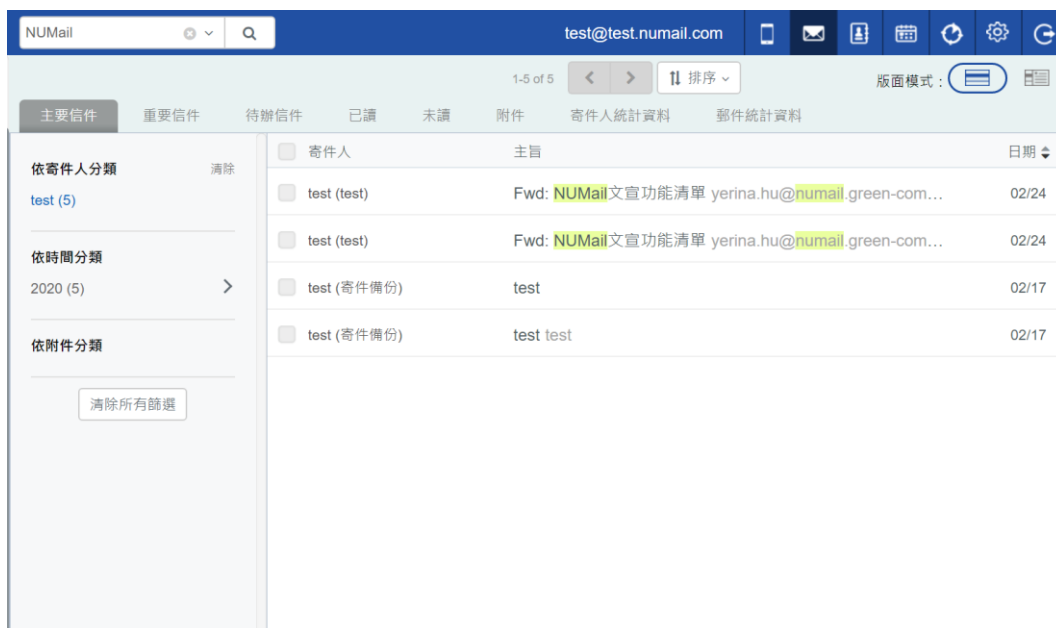 NUMail test@test.numail.com
1-5 of 5 排序 版面模式：
主要信件 重要信件 待辦信件 已讀 未讀 附件 寄件人統計資料 郵件統計資料
依寄件人分類 清除
test (5)
依時間分類
2020 (5)
依附件分類
清除所有篩選
寄件人 主旨 日期
test (test) Fwd: NUMail文宣功能清單 yerina.hu@numail.green-com… 02/24
test (test) Fwd: NUMail文宣功能清單 yerina.hu@numail.green-com… 02/24
test (寄件備份) test 02/17
test (寄件備份) test test 02/17